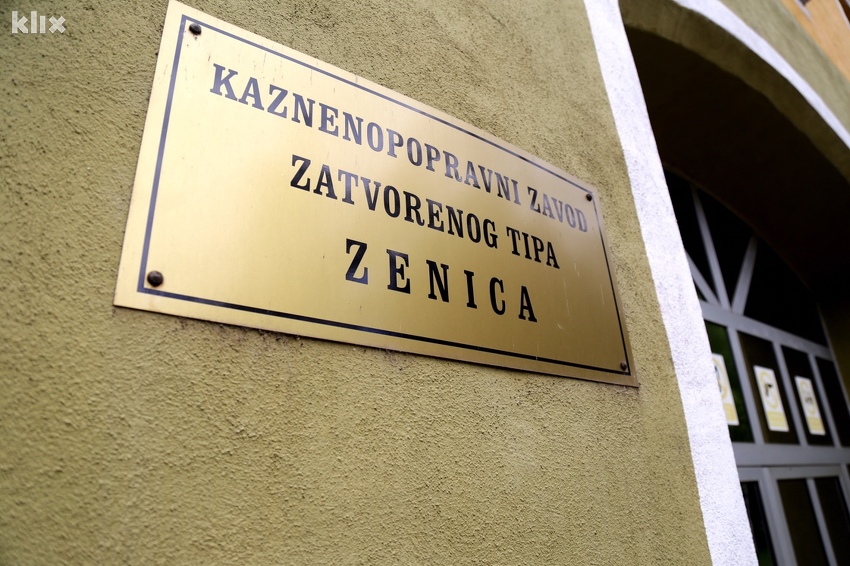 klix
KAZNENOPOPRAVNI ZAVOD
ZATVORENOG TIPA
ZENICA